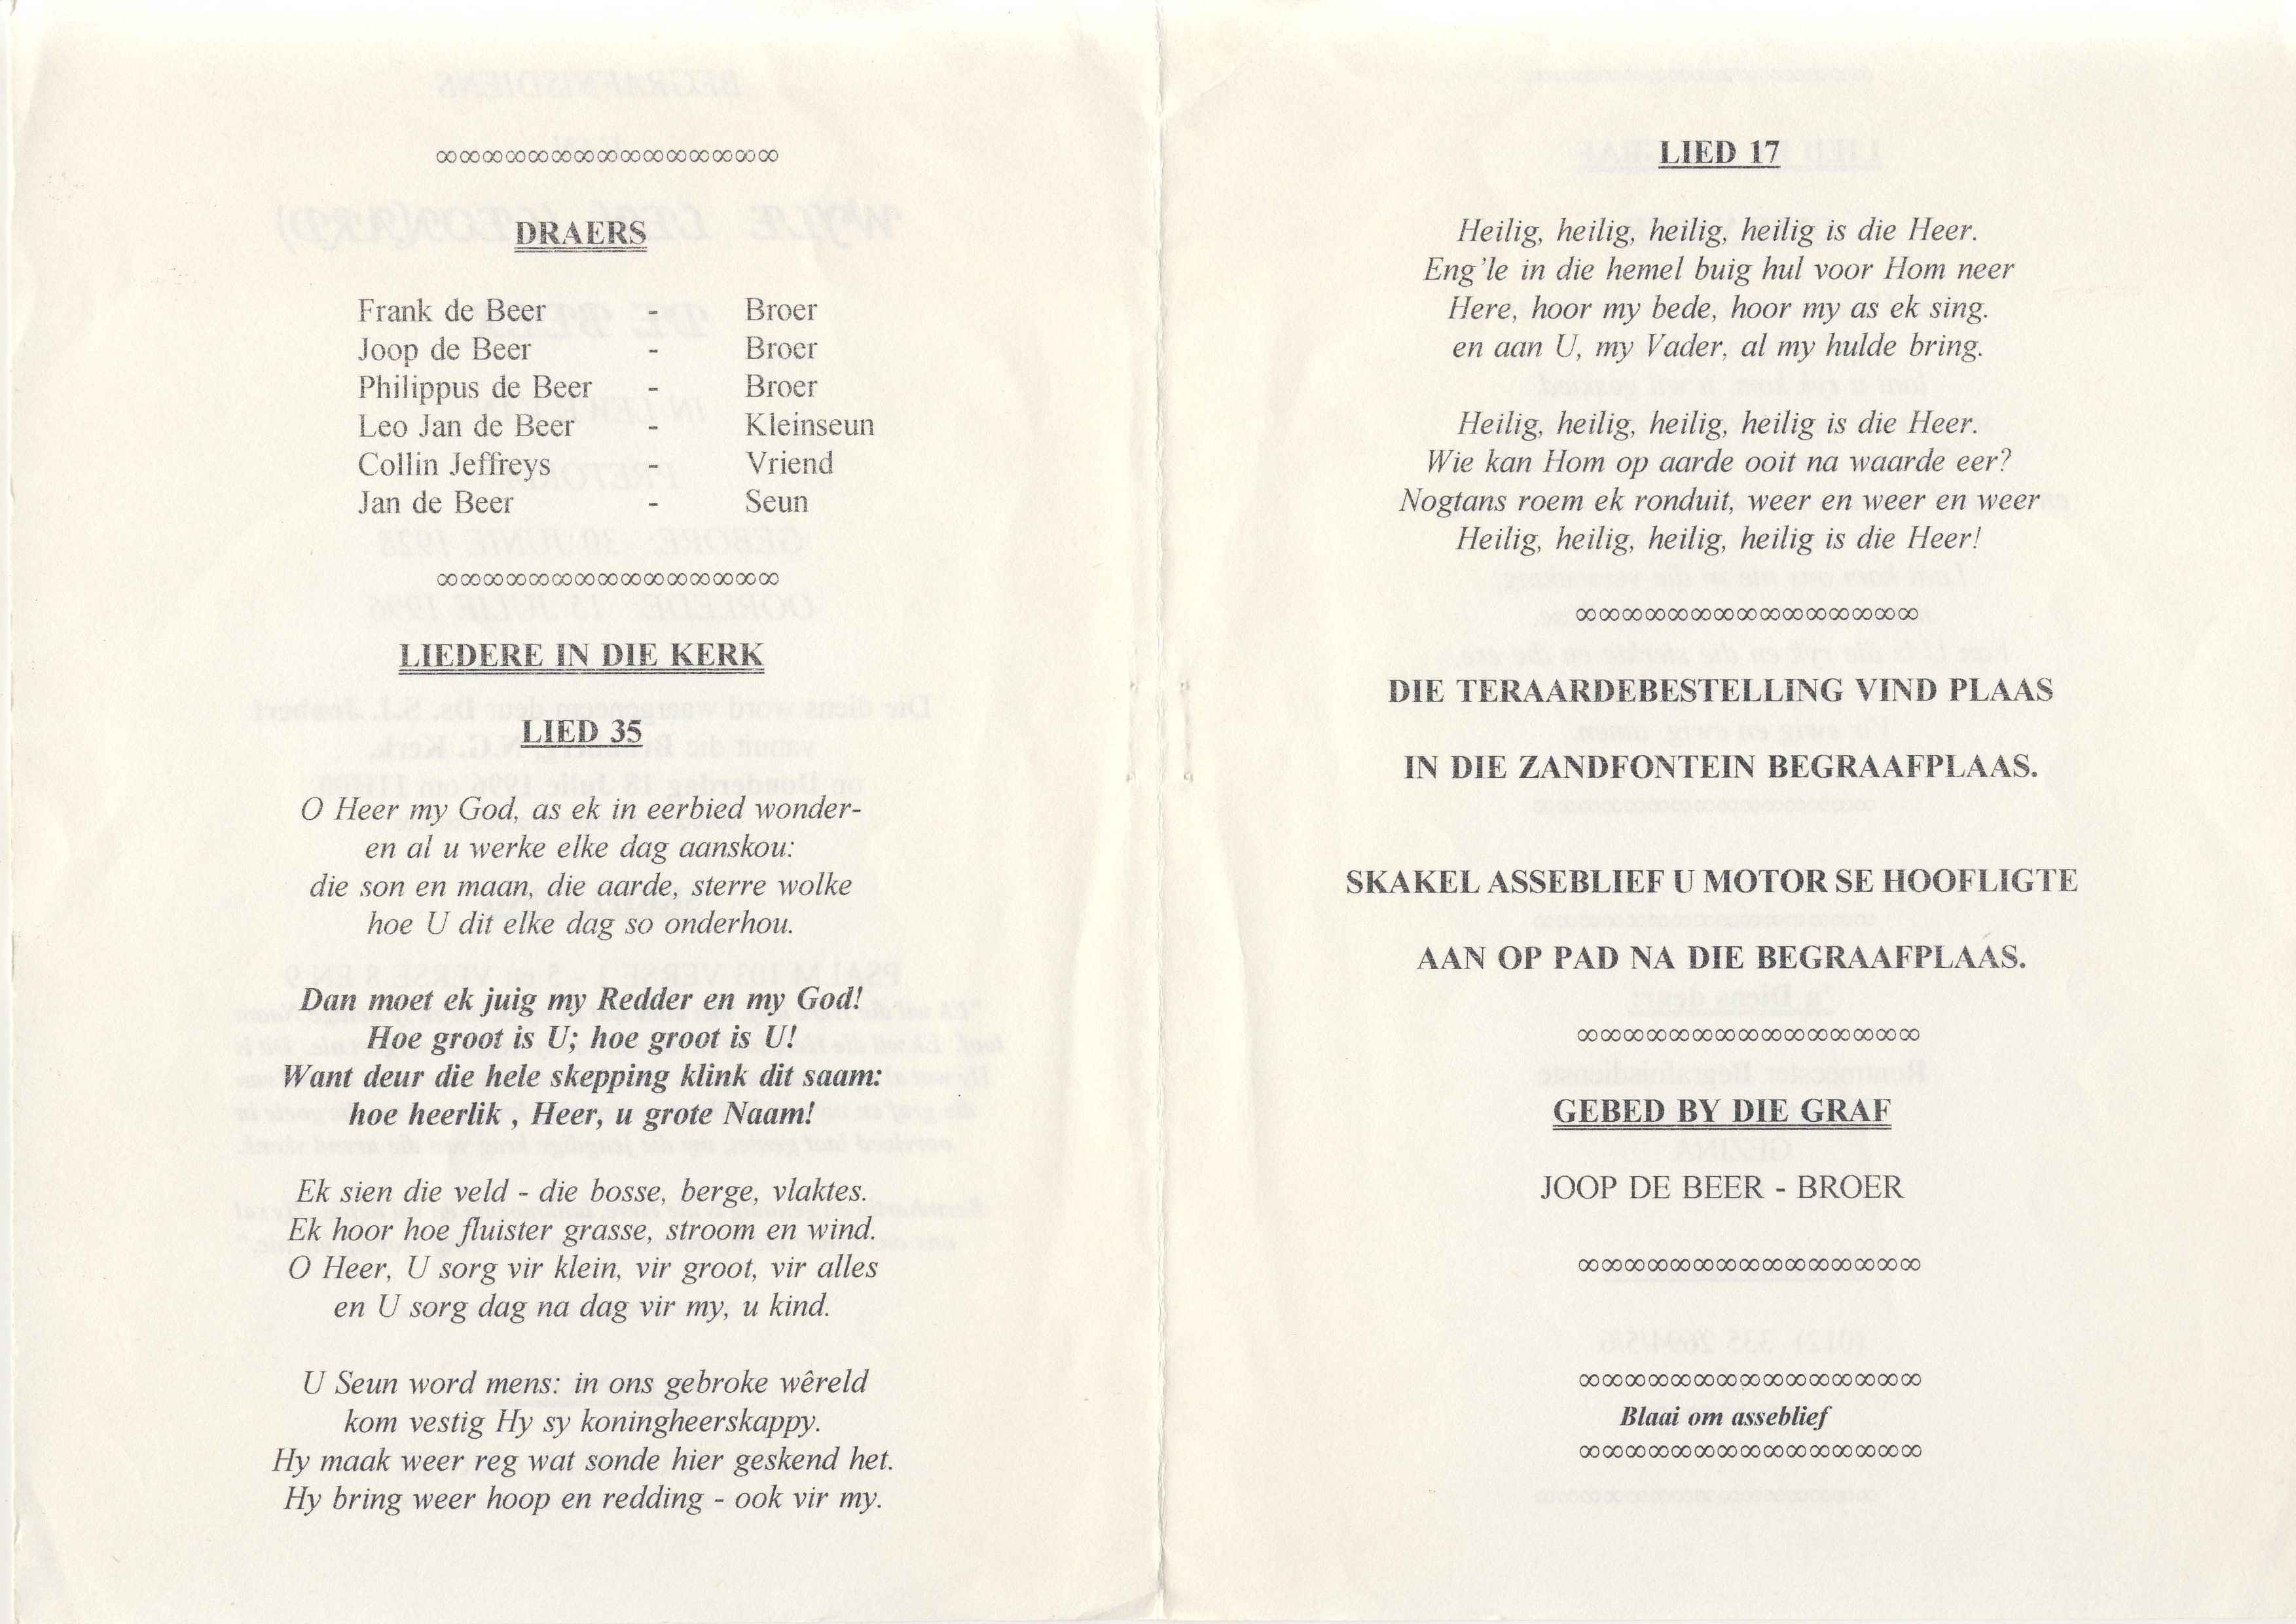 ∞∞∞∞∞∞∞∞∞∞∞∞∞∞∞
DRAERS
Frank de Beer - Broer
Joop de Beer - Broer
Philippus de Beer - Broer
Leo Jan de Beer - Kleinseun
Collin Jeffreys - Vriend
Jan de Beer - Seun
∞∞∞∞∞∞∞∞∞∞∞∞∞∞∞
LIEDERE IN DIE KERK
LIED 35
O Heer my God, as ek in eerbied wonder-
en al u werke elke dag aanskou:
die son en maan, die aarde, sterre wolke
hoe U dit elke dag so onderhou.
Dan moet ek juig my Redder en my God!
Hoe groot is U; hoe groot is U!
Want deur die hele skepping klink dit saam:
hoe heerlik , Heer, u grote Naam!
Ek sien die veld - die bosse, berge, vlaktes.
Ek hoor hoe fluister grasse, stroom en wind.
O Heer, U sorg vir klein, vir groot, vir alles
en U sorg dag na dag vir my, u kind.
U Seun word mens: in ons gebroke wêreld
kom vestig Hy sy koningheerskappy.
Hy maak weer reg wat sonde hier geskend het.
Hy bring weer hoop en redding - ook vir my.
LIED 17
Heilig, heilig, heilig, heilig is die Heer.
Eng'le in die hemel buig hul voor Hom neer
Here, hoor my bede, hoor my as ek sing.
en aan U, my Vader, al my hulde bring.
Heilig, heilig, heilig, heilig is die Heer.
Wie kan Hom op aarde ooit na waarde eer?
Nogtans roem ek ronduit, weer en weer en weer
Heilig, heilig, heilig, heilig is die Heer!
∞∞∞∞∞∞∞∞∞∞∞∞∞∞∞
DIE TERAARDEBESTELLING VIND PLAAS
IN DIE ZANDFONTEIN BEGRAAFPLAAS.
SKAKEL ASSEBLIEF U MOTOR SE HOOFLIGTE
AAN OP PAD NA DIE BEGRAAFPLAAS.
∞∞∞∞∞∞∞∞∞∞∞∞∞∞∞
GEBED BY DIE GRAF
JOOP DE BEER - BROER
∞∞∞∞∞∞∞∞∞∞∞∞∞∞∞
∞∞∞∞∞∞∞∞∞∞∞∞∞∞∞
Blaai om asseblief
∞∞∞∞∞∞∞∞∞∞∞∞∞∞∞